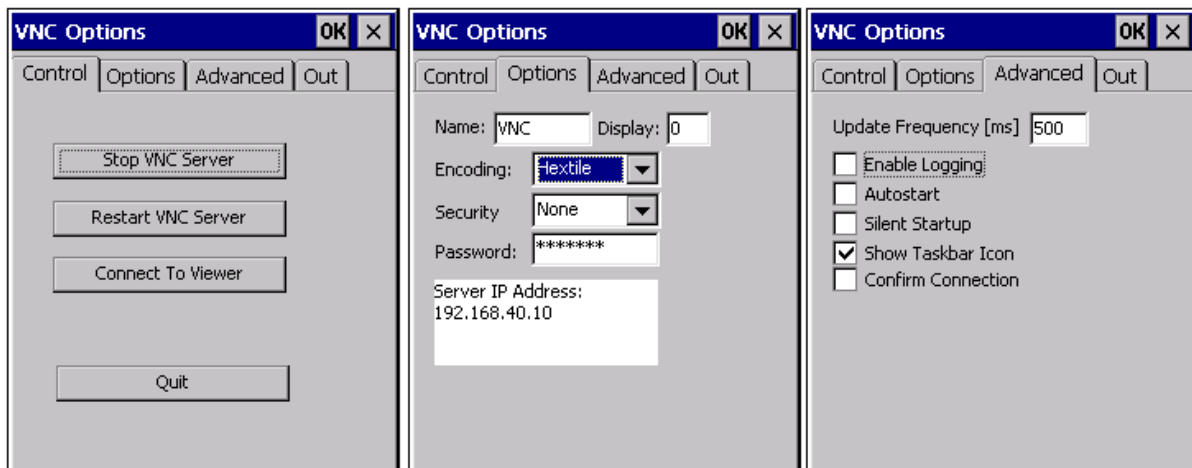 VNC Options OK ×
Control Options Advanced Out
Stop VNC Server
Restart VNC Server
Connect To Viewer
Quit
VNC Options OK ×
Control Options Advanced Out
Name: VNC Display: 0
Encoding: Hextile
Security None
Password: *******
Server IP Address:
192.168.40.10
VNC Options OK ×
Control Options Advanced Out
Update Frequency [ms] 500
Enable Logging
Autostart
Silent Startup
Show Taskbar Icon
Confirm Connection